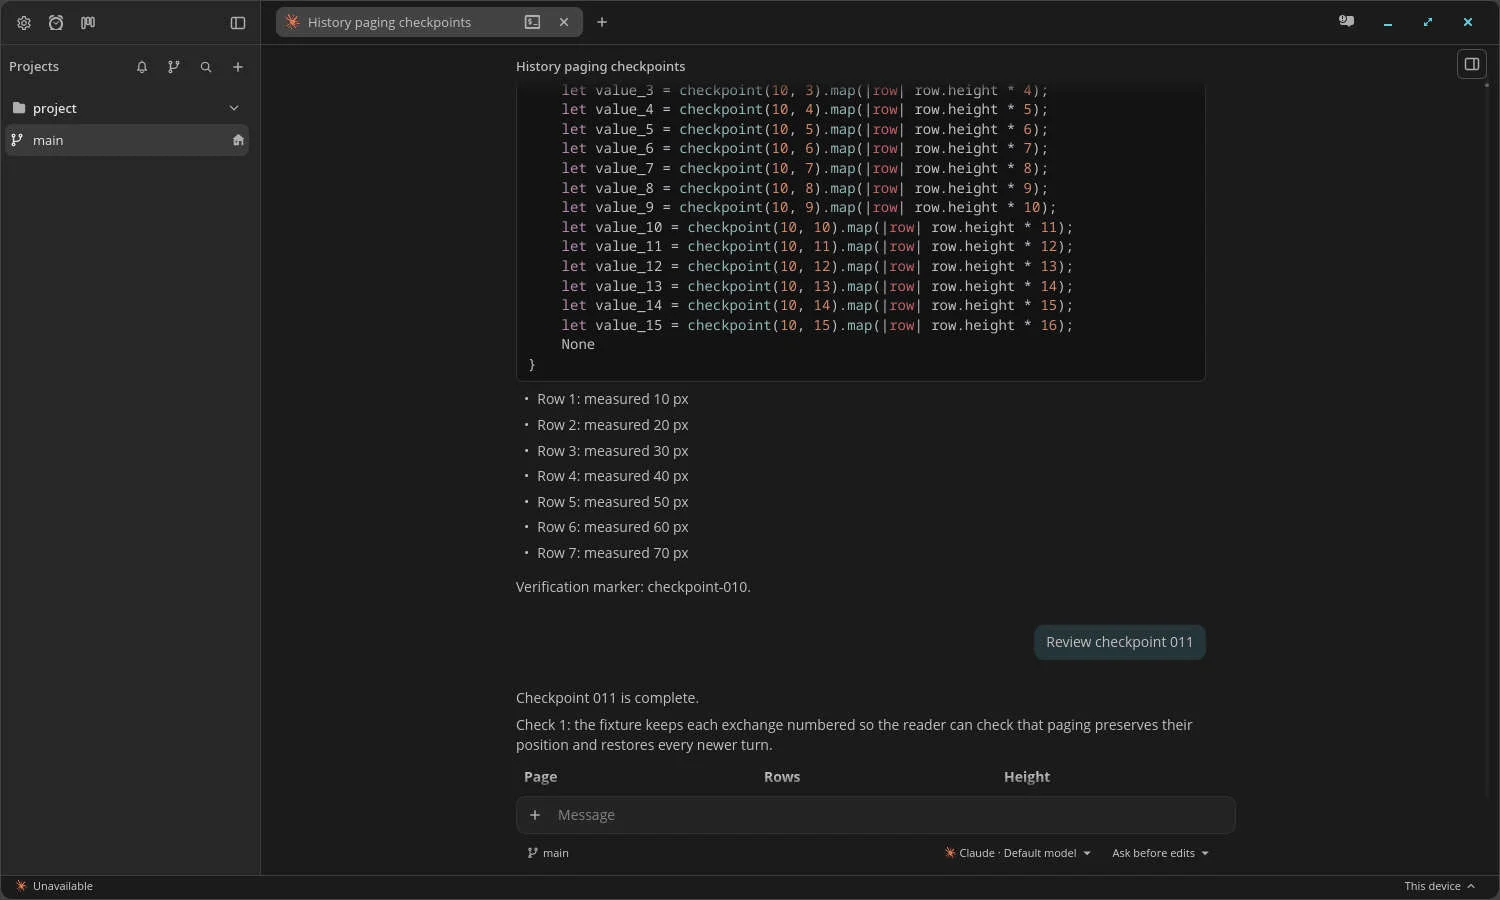 History paging checkpoints
Projects
project
main
History paging checkpoints
let value_3 = checkpoint(10, 3).map(|row| row.height * 4);
let value_4 = checkpoint(10, 4).map(|row| row.height * 5);
let value_5 = checkpoint(10, 5).map(|row| row.height * 6);
let value_6 = checkpoint(10, 6).map(|row| row.height * 7);
let value_7 = checkpoint(10, 7).map(|row| row.height * 8);
let value_8 = checkpoint(10, 8).map(|row| row.height * 9);
let value_9 = checkpoint(10, 9).map(|row| row.height * 10);
let value_10 = checkpoint(10, 10).map(|row| row.height * 11);
let value_11 = checkpoint(10, 11).map(|row| row.height * 12);
let value_12 = checkpoint(10, 12).map(|row| row.height * 13);
let value_13 = checkpoint(10, 13).map(|row| row.height * 14);
let value_14 = checkpoint(10, 14).map(|row| row.height * 15);
let value_15 = checkpoint(10, 15).map(|row| row.height * 16);
None
}
• Row 1: measured 10 px
• Row 2: measured 20 px
• Row 3: measured 30 px
• Row 4: measured 40 px
• Row 5: measured 50 px
• Row 6: measured 60 px
• Row 7: measured 70 px
Verification marker: checkpoint-010.
Review checkpoint 011
Checkpoint 011 is complete.
Check 1: the fixture keeps each exchange numbered so the reader can check that paging preserves their
position and restores every newer turn.
Page Rows Height
Message
main Claude · Default model Ask before edits
Unavailable This device